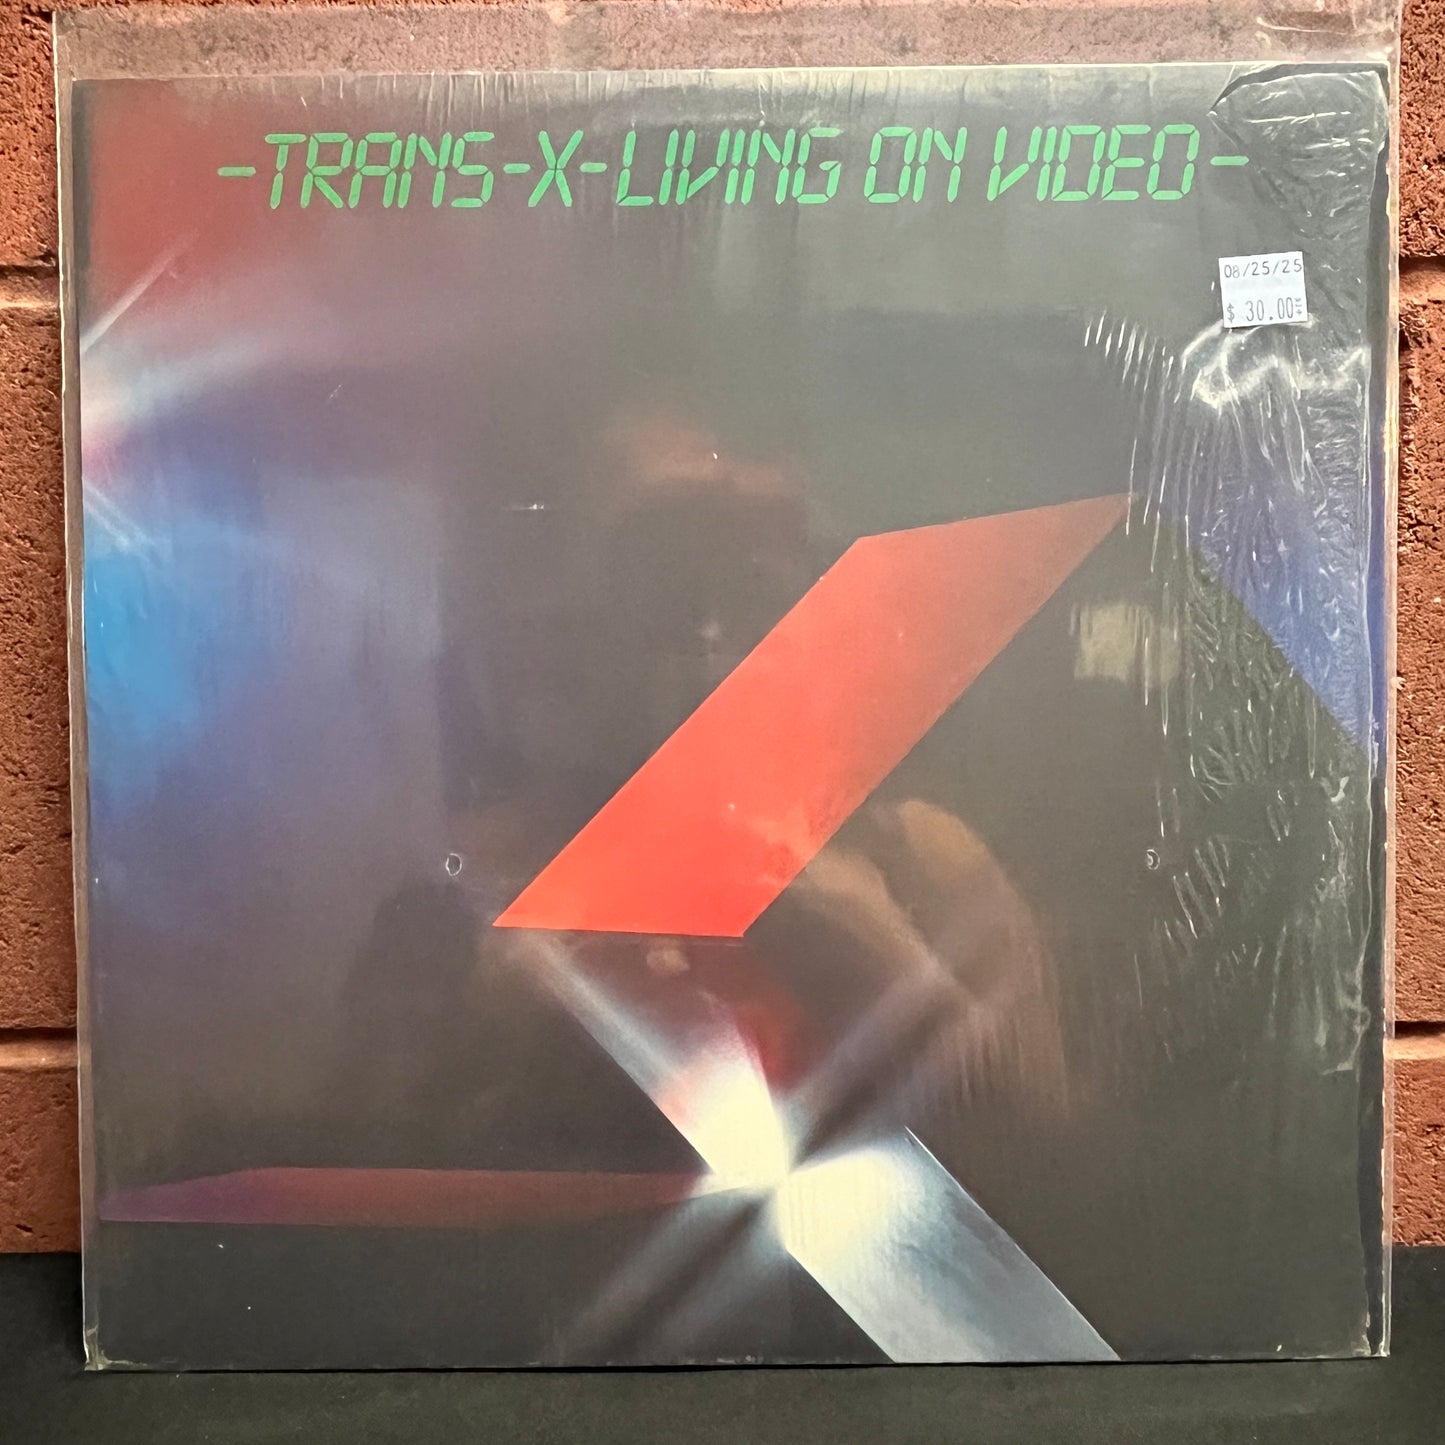 -TRANS-X-LIVING ON VIDEO-
08/25/25
$ 30.00